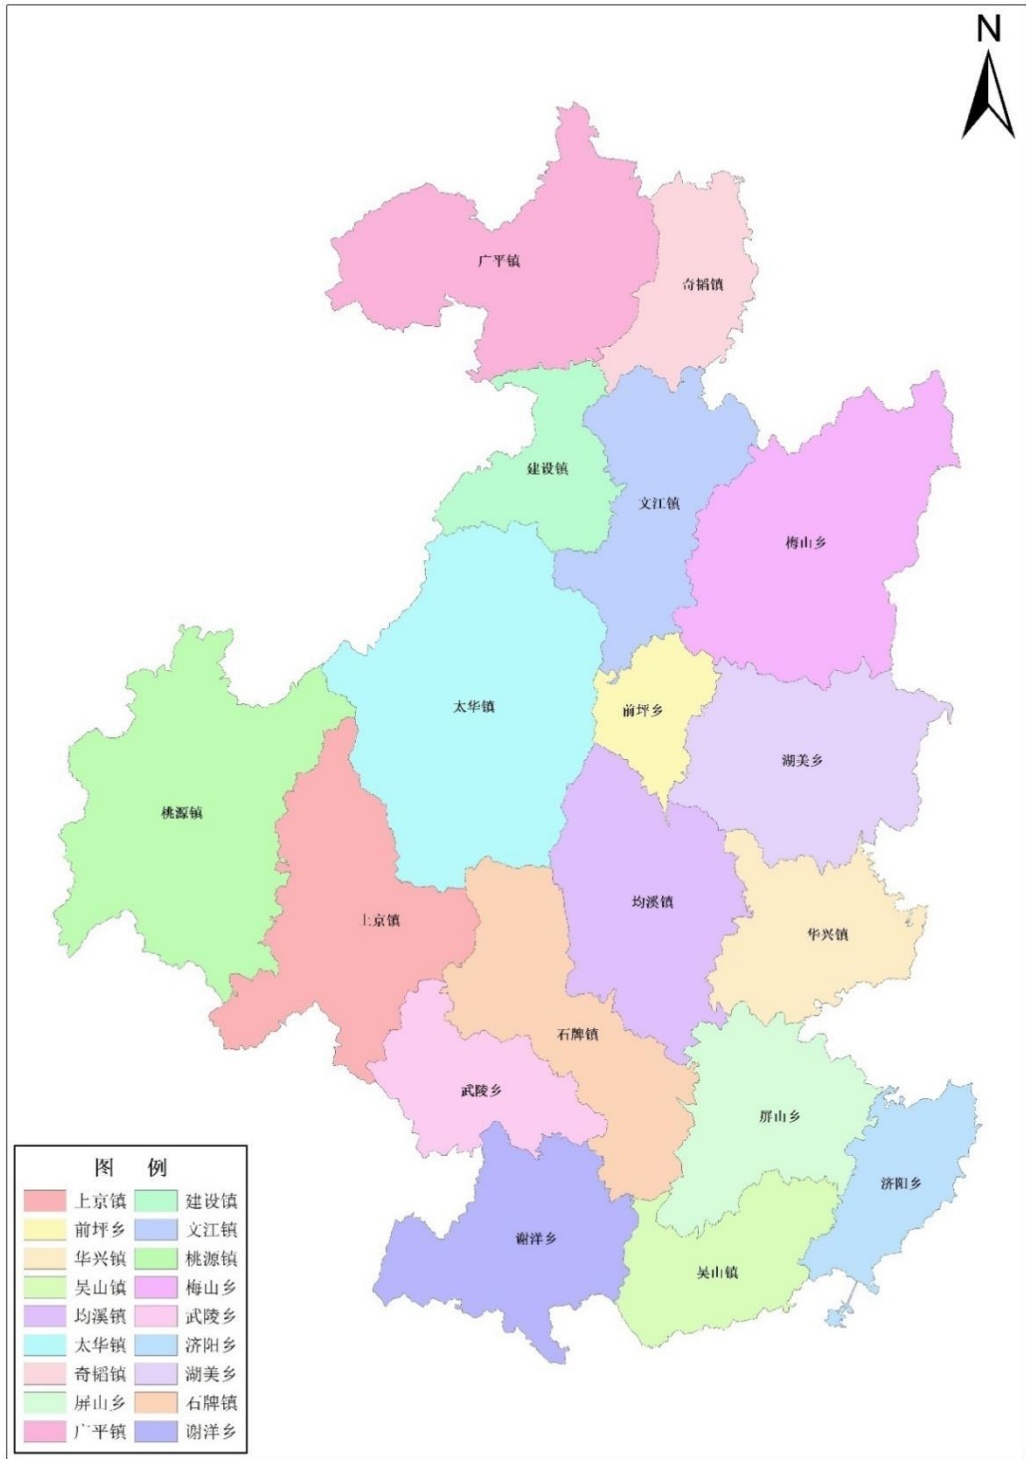 N
广平镇
奇韬镇
建设镇
文江镇
梅山乡
太华镇
前坪乡
湖美乡
桃源镇
均溪镇
上京镇
华兴镇
石牌镇
武陵乡
屏山乡
济阳乡
谢洋乡
吴山镇
图 例
上京镇 建设镇
前坪乡 文江镇
华兴镇 桃源镇
吴山镇 梅山乡
均溪镇 武陵乡
太华镇 济阳乡
奇韬镇 湖美乡
屏山乡 石牌镇
广平镇 谢洋乡